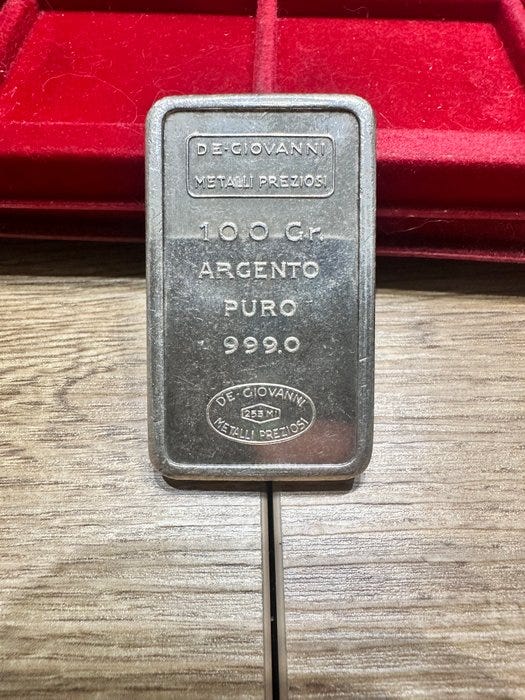 DE·GIOVANNI
METALLI PREZIOSI
100 Gr.
ARGENTO
PURO
999.0
DE·GIOVANNI
253 MI
METALLI PREZIOSI